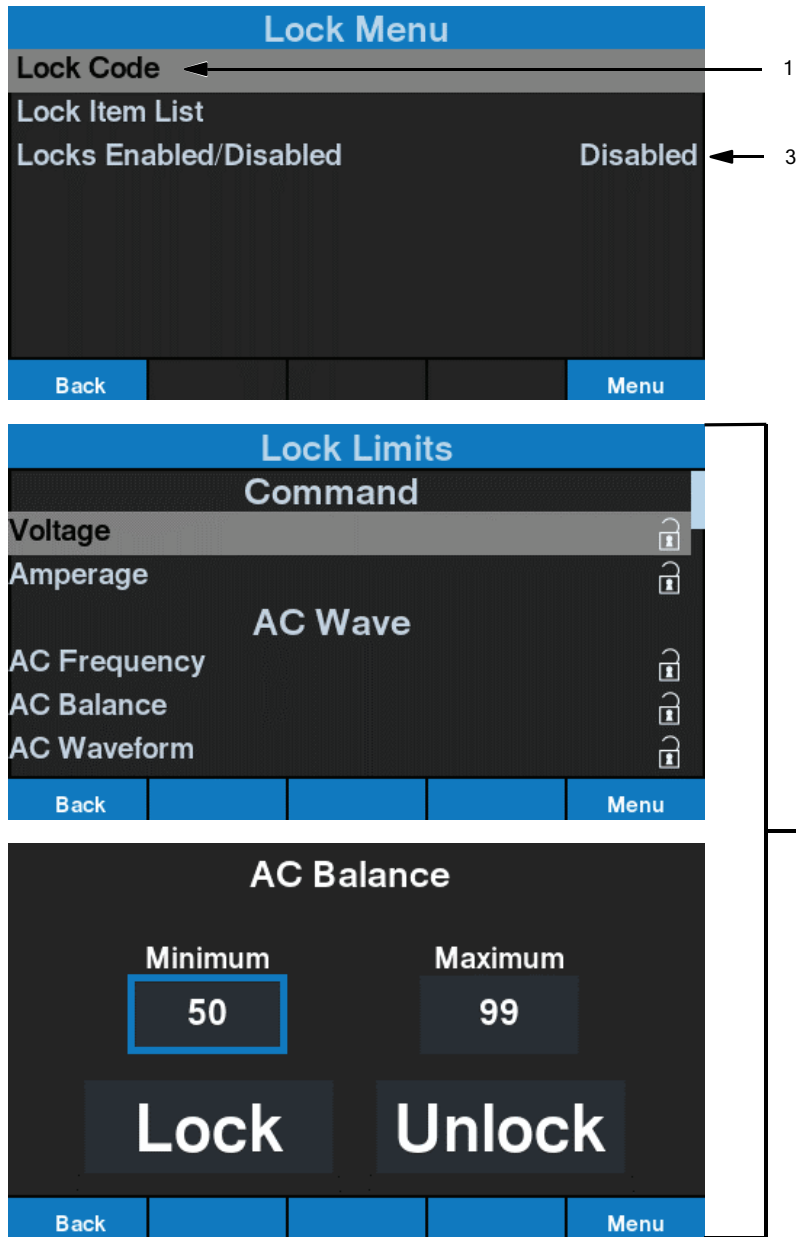 Lock Menu
Lock Code
1
Lock Item List
Locks Enabled/Disabled Disabled
3
Back Menu
Lock Limits
Command
Voltage
Amperage
AC Wave
AC Frequency
AC Balance
AC Waveform
Back Menu
AC Balance
Minimum Maximum
50 99
Lock Unlock
Back Menu